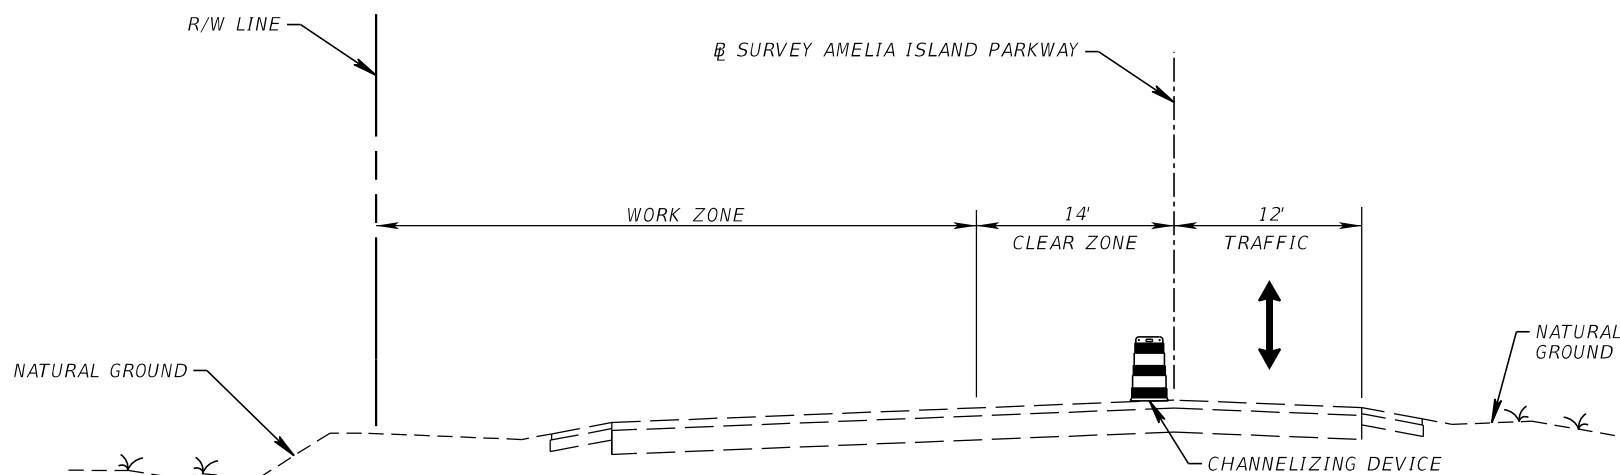 R/W LINE
℄ SURVEY AMELIA ISLAND PARKWAY
WORK ZONE
14'
12'
CLEAR ZONE
TRAFFIC
NATURAL GROUND
NATURAL
GROUND
CHANNELIZING DEVICE